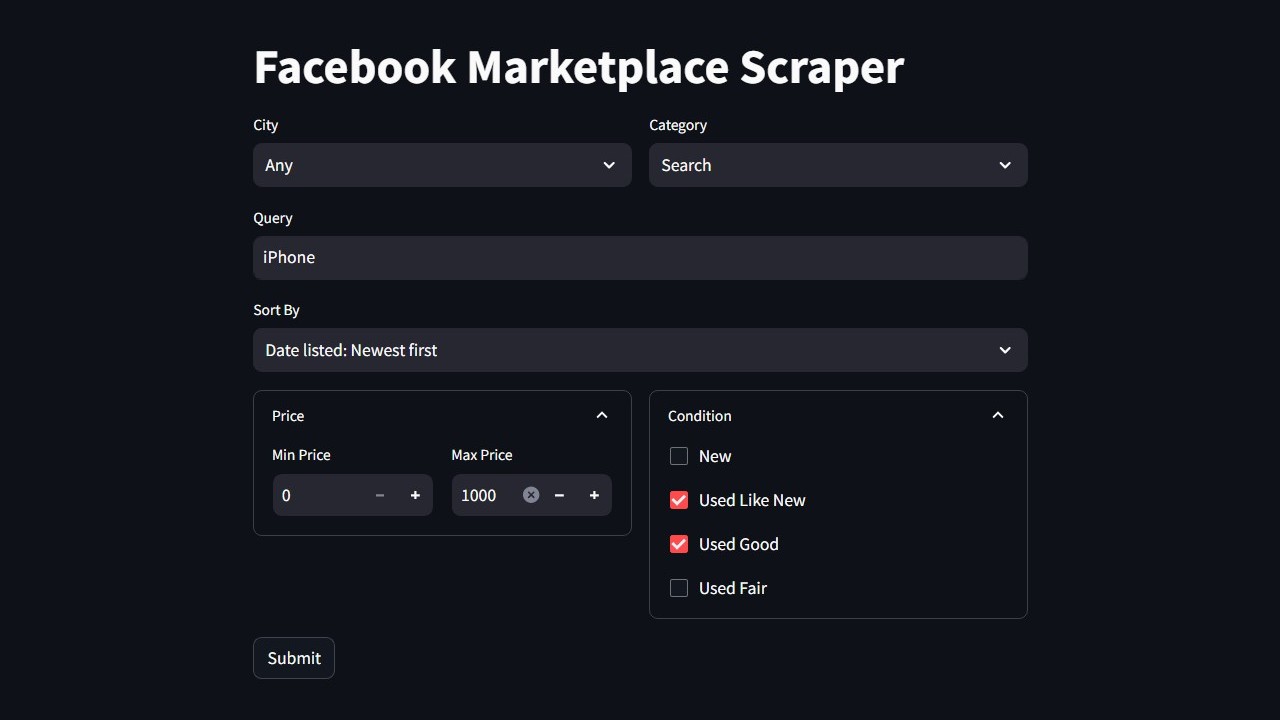 Facebook Marketplace Scraper
City
Category
Any
Search
Query
iPhone
Sort By
Date listed: Newest first
Price
Min Price
Max Price
0
1000
Condition
New
Used Like New
Used Good
Used Fair
Submit